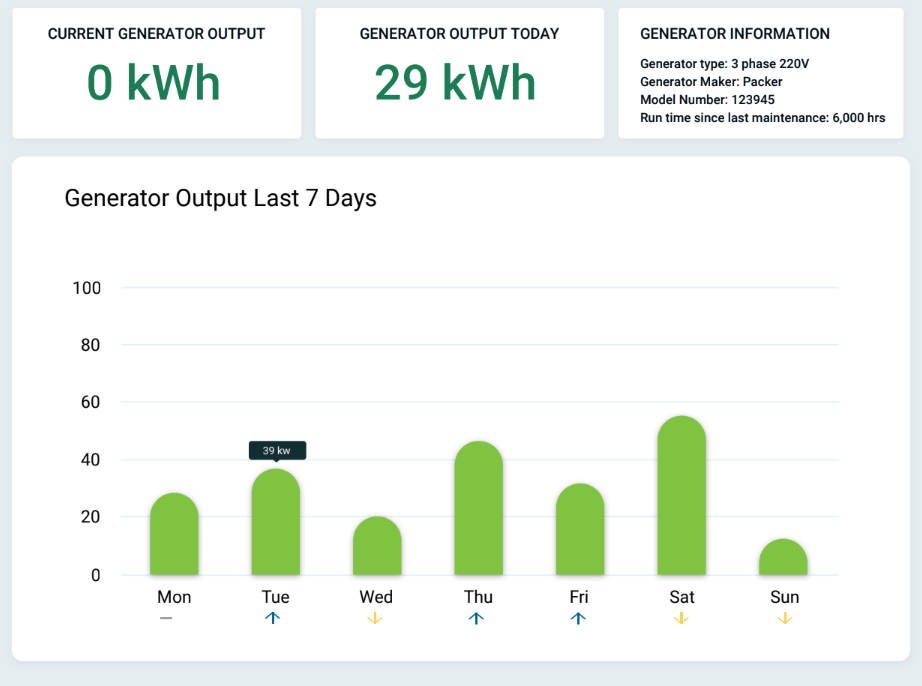 CURRENT GENERATOR OUTPUT
0 kWh
GENERATOR OUTPUT TODAY
29 kWh
GENERATOR INFORMATION
Generator type: 3 phase 220V
Generator Maker: Packer
Model Number: 123945
Run time since last maintenance: 6,000 hrs
Generator Output Last 7 Days
100
80
60
40
20
0
39 kw
Mon
Tue
Wed
Thu
Fri
Sat
Sun